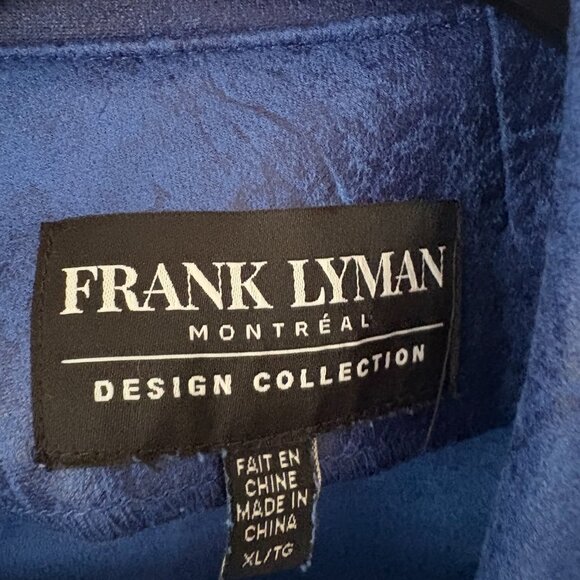 FRANK LYMAN
MONTRÉAL
DESIGN COLLECTION
FAIT EN
CHINE
MADE IN
CHINA
XL/TG